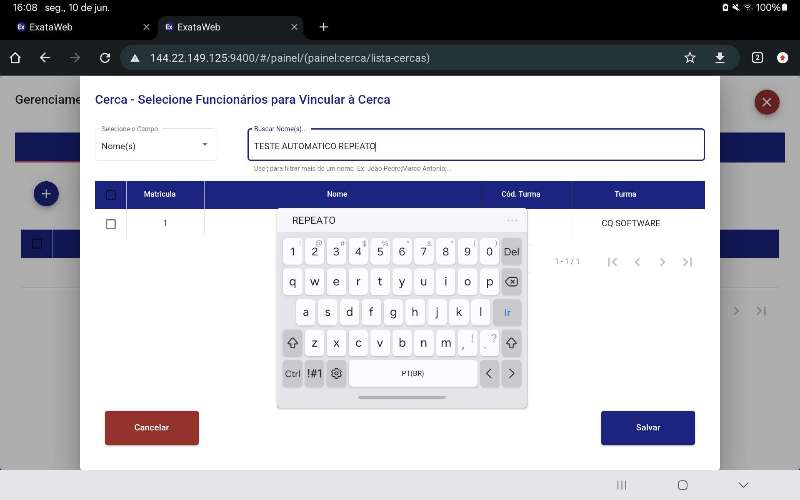 16:08 seg., 10 de jun.
100%
ExataWeb
ExataWeb
144.22.149.125:9400/#/painel/(painel:cerca/lista-cercas)
2
Gerenciame
Cerca - Selecione Funcionários para Vincular à Cerca
Selecione o Campo
Nome(s)
Buscar Nome(s)...
TESTE AUTOMATICO REPEATO
Use ; para filtrar mais de um nome. Ex: João Pedro;Marco Antonio;...
Matrícula Nome Cód. Turma Turma
1 CQ SOFTWARE
1 - 1 / 1
REPEATO
1 2 3 4 5 6 7 8 9 0 Del
q w e r t y u i o p
a s d f g h j k l Ir
z x c v b n m , ! . ?
Ctrl !#1 PT(BR)
Cancelar
Salvar